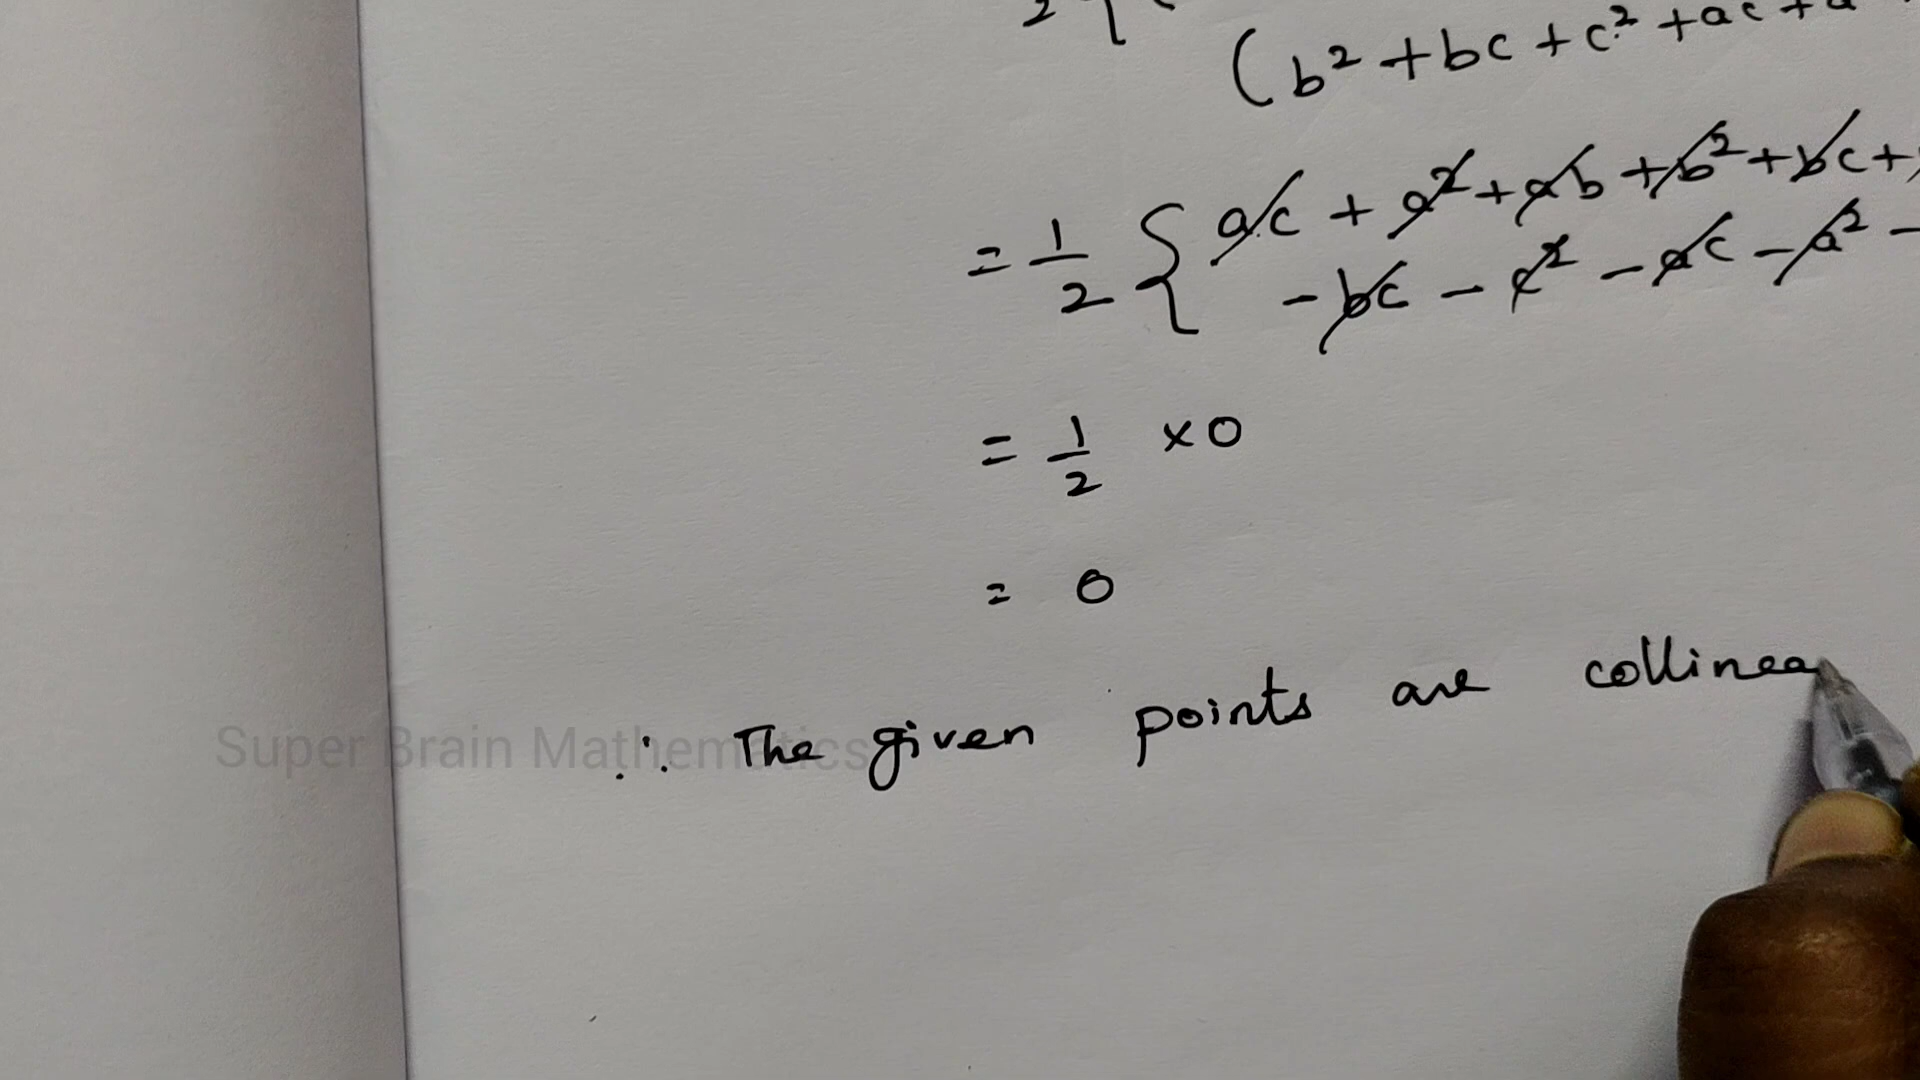 2 {
(b² + bc + c² + ac + a
= 1/2 { ac + a² + ab + b² + bc +
- bc - c² - ac - a² -
= 1/2 × 0
= 0
∴ The given points are collinea
Super Brain Mathematics